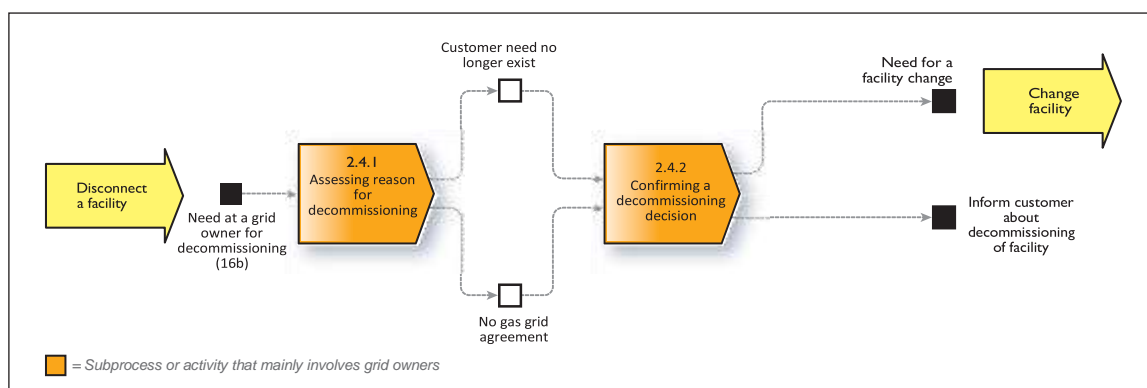 Disconnect
a facility
Need at a grid
owner for
decommissioning
(16b)
2.4.1
Assessing reason
for
decommissioning
Customer need no
longer exist
No gas grid
agreement
2.4.2
Confirming a
decommissioning
decision
Need for a
facility change
Change
facility
Inform customer
about
decommissioning
of facility
= Subprocess or activity that mainly involves grid owners